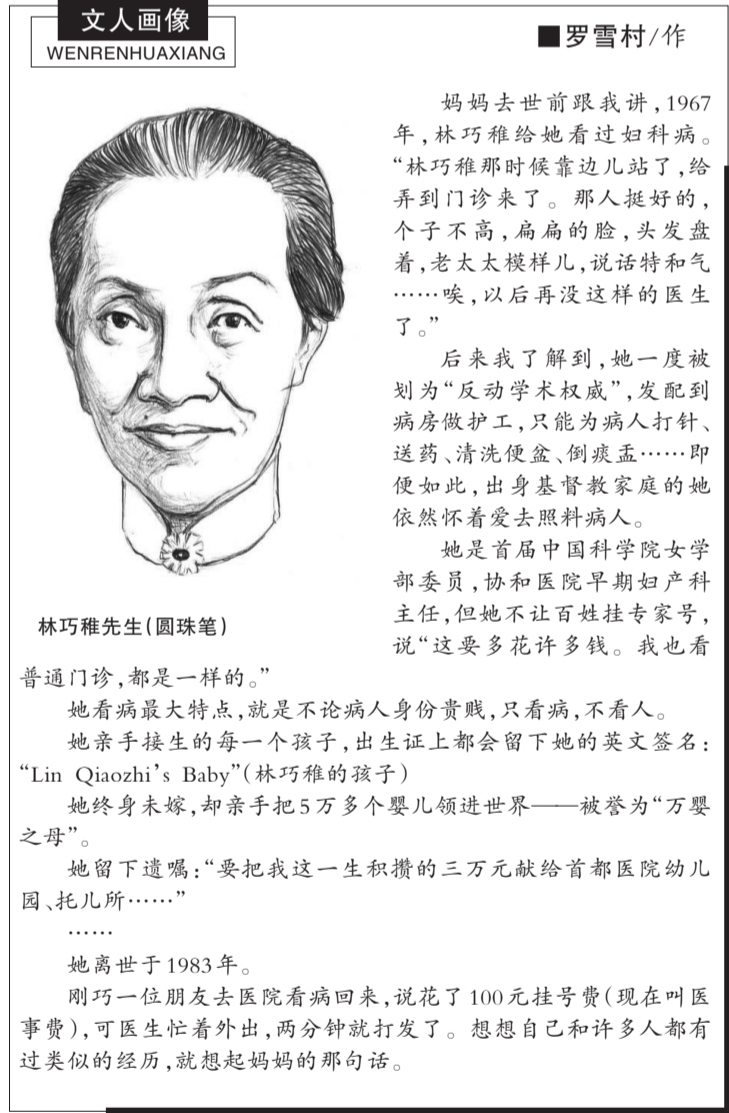 文人画像
WENRENHUAXIANG
■罗雪村/作
妈妈去世前跟我讲，1967
年，林巧稚给她看过妇科病。
“林巧稚那时候靠边儿站了，给
弄到门诊来了。那人挺好的，
个子不高，扁扁的脸，头发盘
着，老太太模样儿，说话特和气
……唉，以后再没这样的医生
了。”
后来我了解到，她一度被
划为“反动学术权威”，发配到
病房做护工，只能为病人打针、
送药、清洗便盆、倒痰盂……即
便如此，出身基督教家庭的她
依然怀着爱去照料病人。
她是首届中国科学院女学
部委员，协和医院早期妇产科
主任，但她不让百姓挂专家号，
说“这要多花许多钱。我也看
林巧稚先生（圆珠笔）
普通门诊，都是一样的。”
她看病最大特点，就是不论病人身份贵贱，只看病，不看人。
她亲手接生的每一个孩子，出生证上都会留下她的英文签名：
“Lin Qiaozhi’s Baby”（林巧稚的孩子）
她终身未嫁，却亲手把5万多个婴儿领进世界——被誉为“万婴
之母”。
她留下遗嘱：“要把我这一生积攒的三万元献给首都医院幼儿
园、托儿所……”
……
她离世于1983年。
刚巧一位朋友去医院看病回来，说花了100元挂号费（现在叫医
事费），可医生忙着外出，两分钟就打发了。想想自己和许多人都有
过类似的经历，就想起妈妈的那句话。